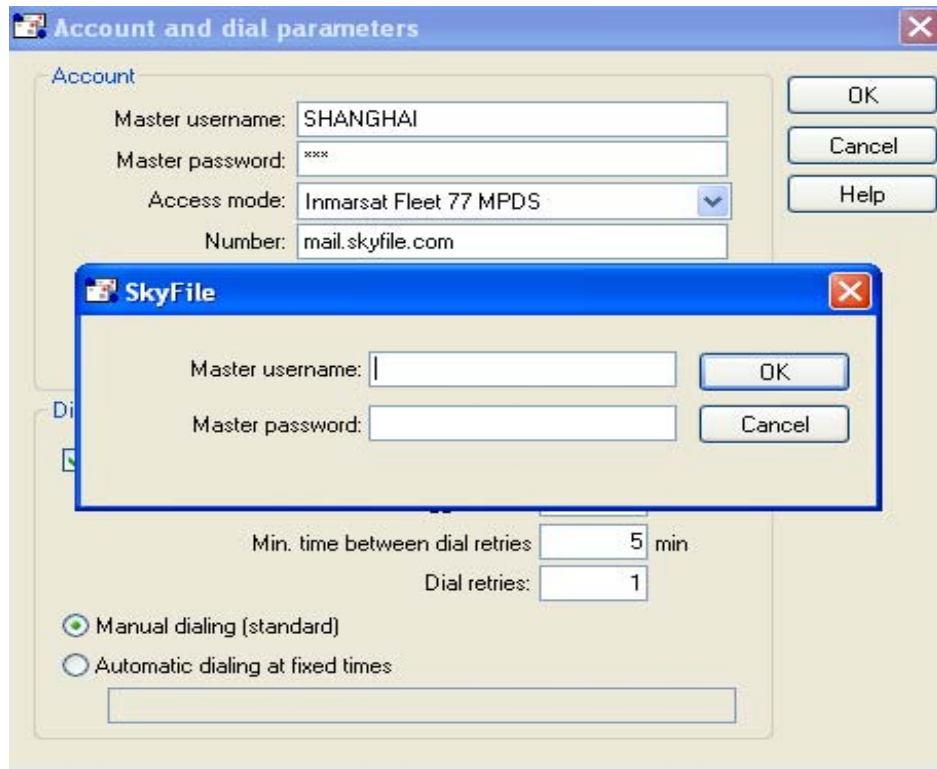 Account and dial parameters
Account
Master username: SHANGHAI
OK
Master password: ***
Cancel
Access mode: Inmarsat Fleet 77 MPDS
Help
Number: mail.skyfile.com
SkyFile
Master username:
OK
Master password:
Cancel
Di
Min. time between dial retries 5 min
Dial retries: 1
Manual dialing (standard)
Automatic dialing at fixed times